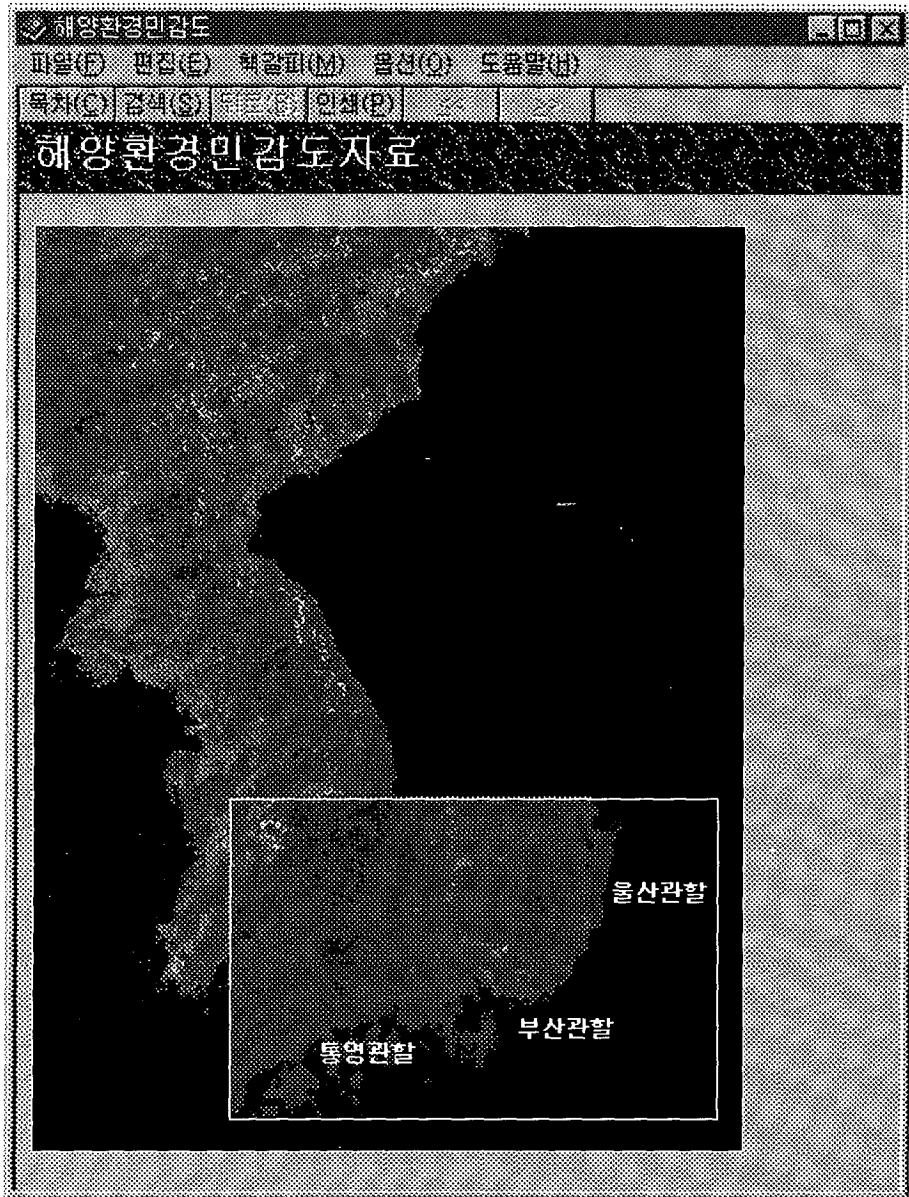 해양환경민감도
파일(F) 편집(E) 책갈피(M) 옵션(O) 도움말(H)
목차(C) 검색(S) 뒤로(B) 인쇄(P) << >>
해양환경민감도자료
울산관할
부산관할
통영관할